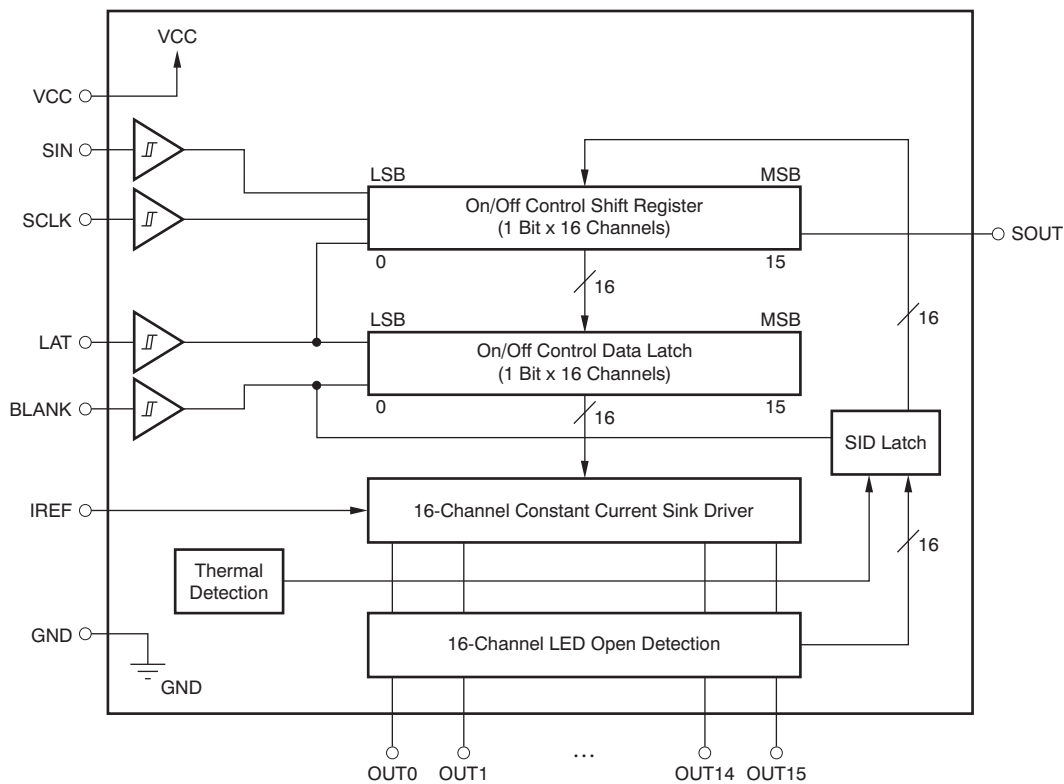 VCC
VCC
SIN
LSB
MSB
SCLK
On/Off Control Shift Register
(1 Bit x 16 Channels)
SOUT
0
15
16
16
LSB
MSB
LAT
On/Off Control Data Latch
(1 Bit x 16 Channels)
BLANK
0
15
16
SID Latch
IREF
16-Channel Constant Current Sink Driver
16
Thermal
Detection
GND
16-Channel LED Open Detection
GND
OUT0
OUT1
...
OUT14
OUT15